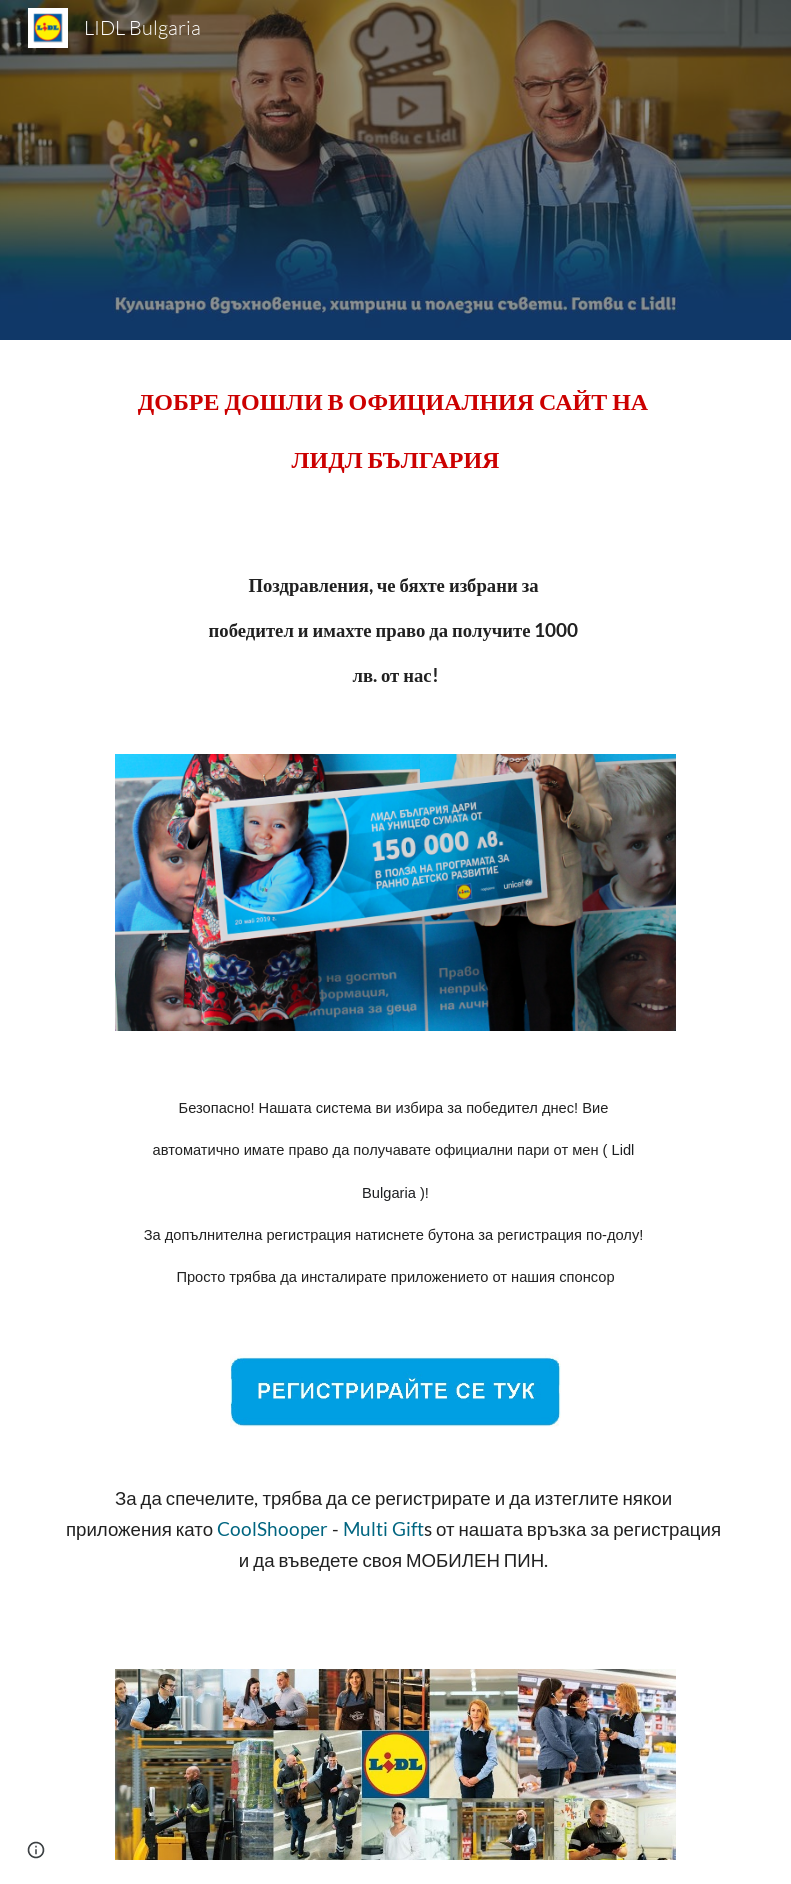 LIDL Bulgaria
Готви с Lidl
Кулинарно вдъхновение, хитрини и полезни съвети. Готви с Lidl!
ДОБРЕ ДОШЛИ В ОФИЦИАЛНИЯ САЙТ НА
ЛИДЛ БЪЛГАРИЯ
Поздравления, че бяхте избрани за
победител и имахте право да получите 1000
лв. от нас!
ЛИДЛ БЪЛГАРИЯ ДАРИ
НА УНИЦЕФ СУМАТА ОТ
150 000 лв.
В ПОЛЗА НА ПРОГРАМАТА ЗА
РАННО ДЕТСКО РАЗВИТИЕ
unicef
20 май 2019 г.
на достъп
формация,
за деца
Право
неприк
на личн
Безопасно! Нашата система ви избира за победител днес! Вие
автоматично имате право да получавате официални пари от мен ( Lidl
Bulgaria )!
За допълнителна регистрация натиснете бутона за регистрация по-долу!
Просто трябва да инсталирате приложението от нашия спонсор
РЕГИСТРИРАЙТЕ СЕ ТУК
За да спечелите, трябва да се регистрирате и да изтеглите някои
приложения като CoolShooper - Multi Gifts от нашата връзка за регистрация
и да въведете своя МОБИЛЕН ПИН.
LIDL